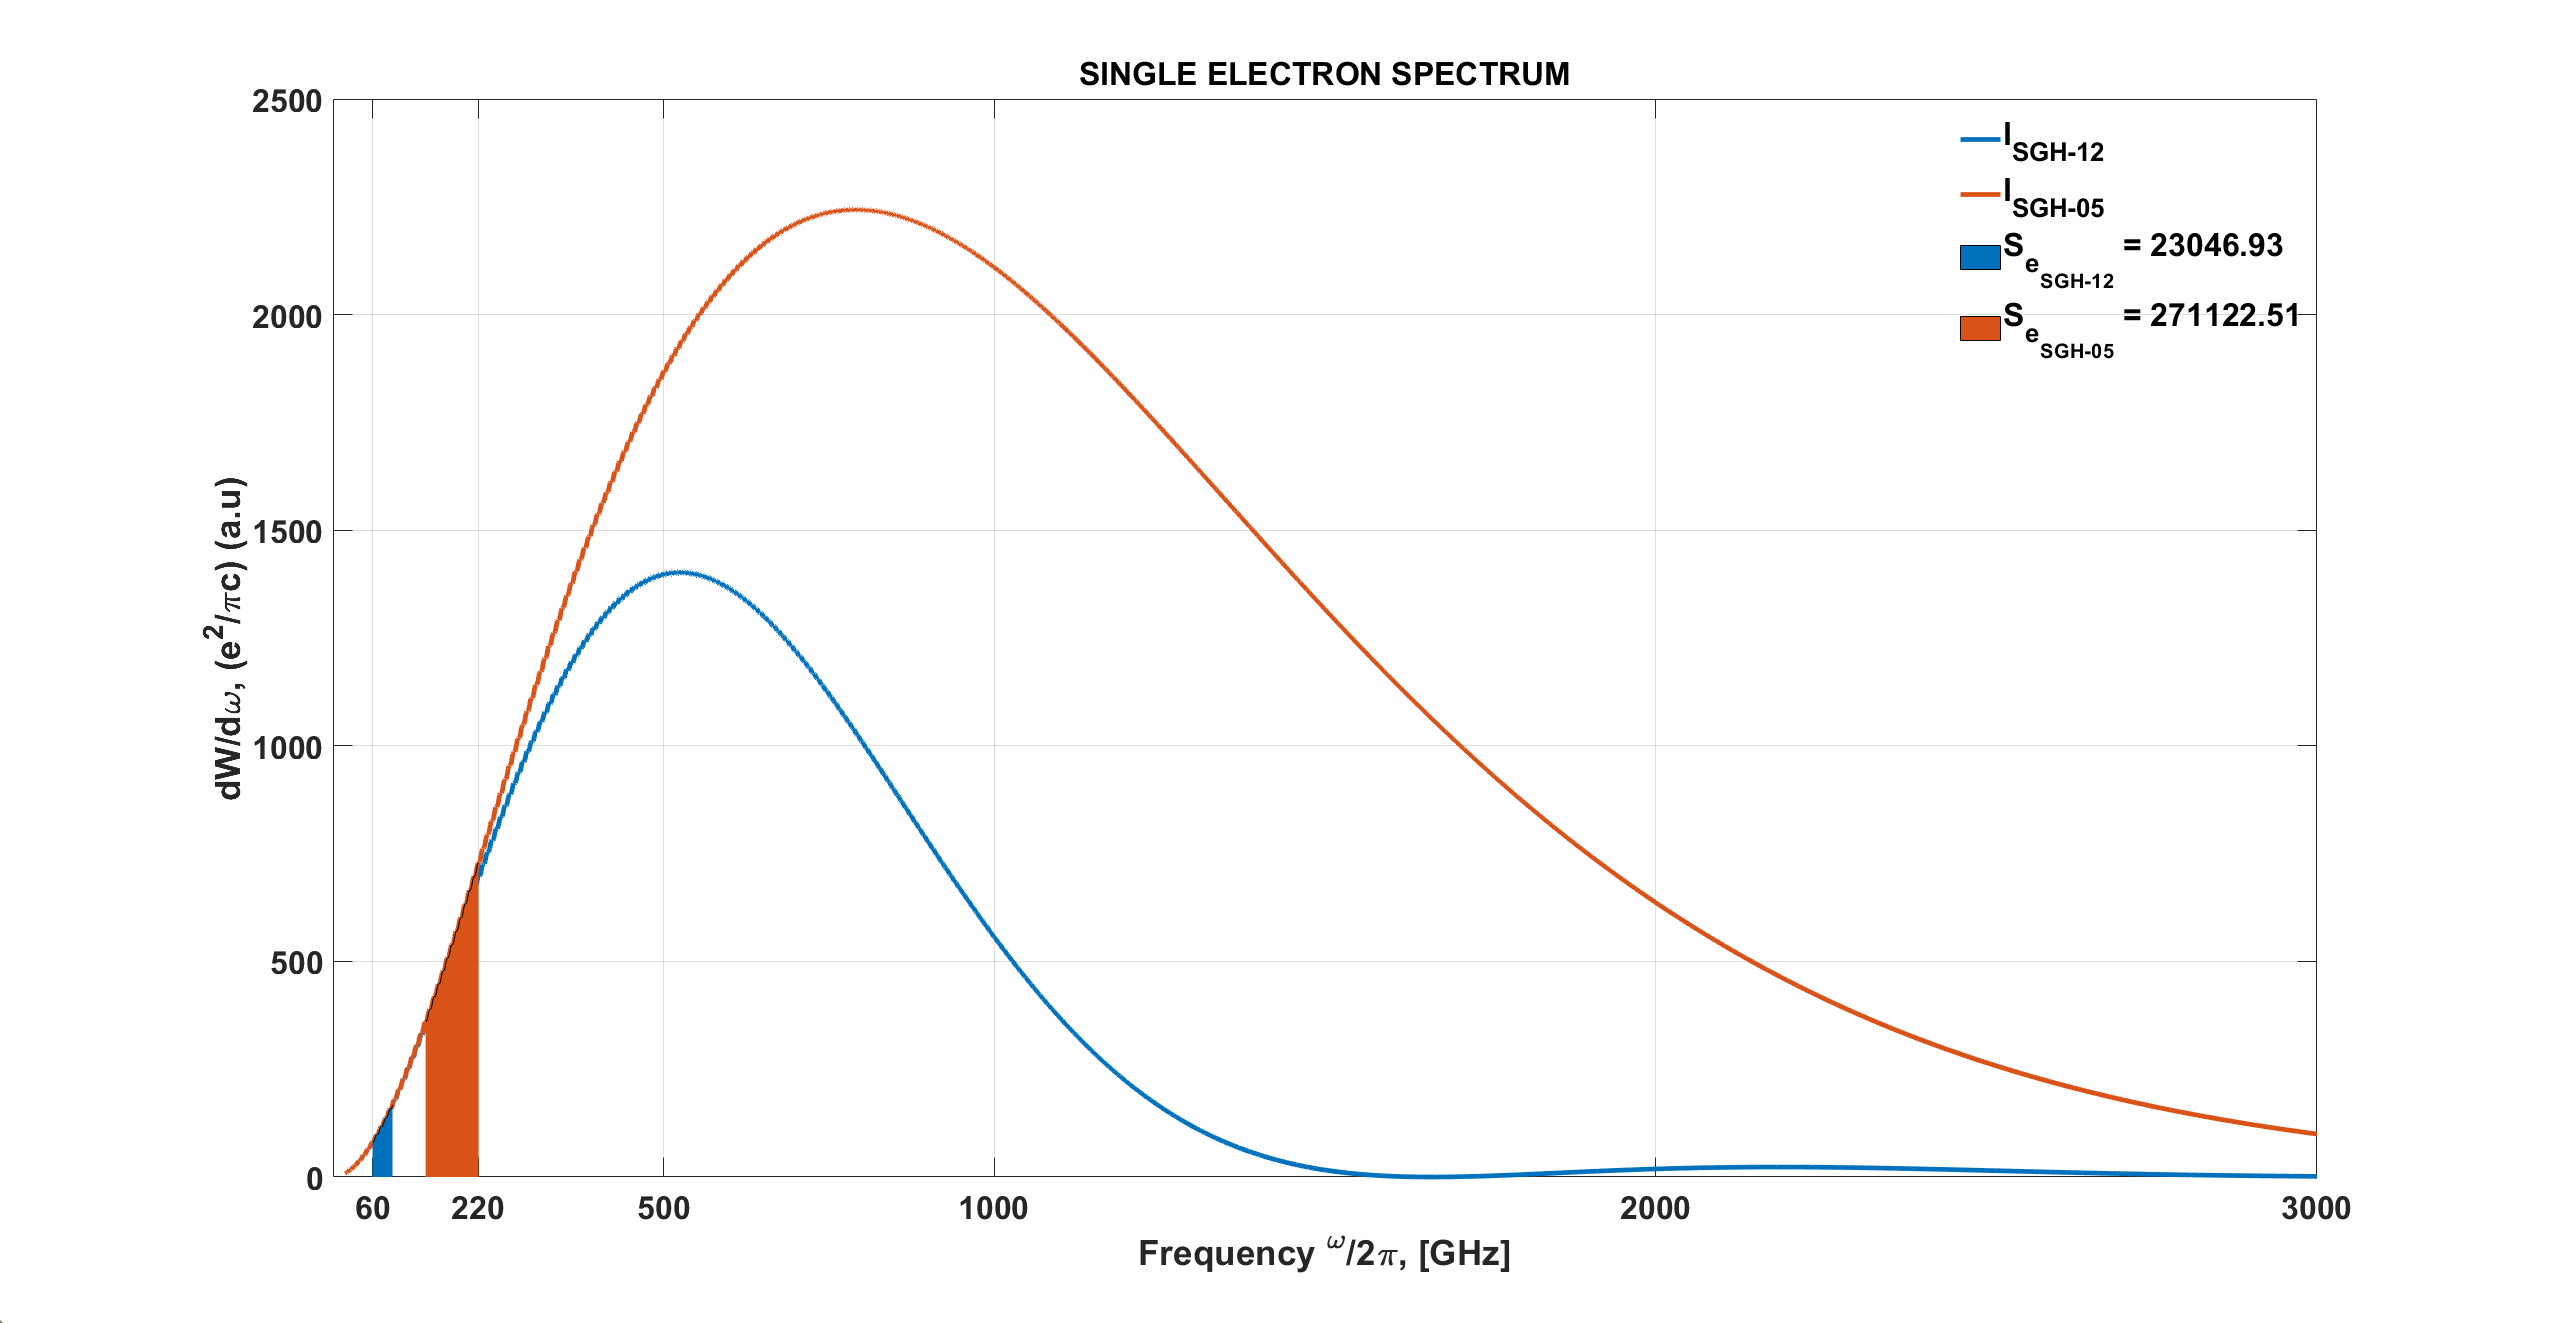 SINGLE ELECTRON SPECTRUM
2500
2000
1500
1000
500
0
dW/dω, (e²/πc) (a.u)
I_SGH-12
I_SGH-05
S_e_SGH-12 = 23046.93
S_e_SGH-05 = 271122.51
60 220 500 1000 2000 3000
Frequency ω/2π, [GHz]